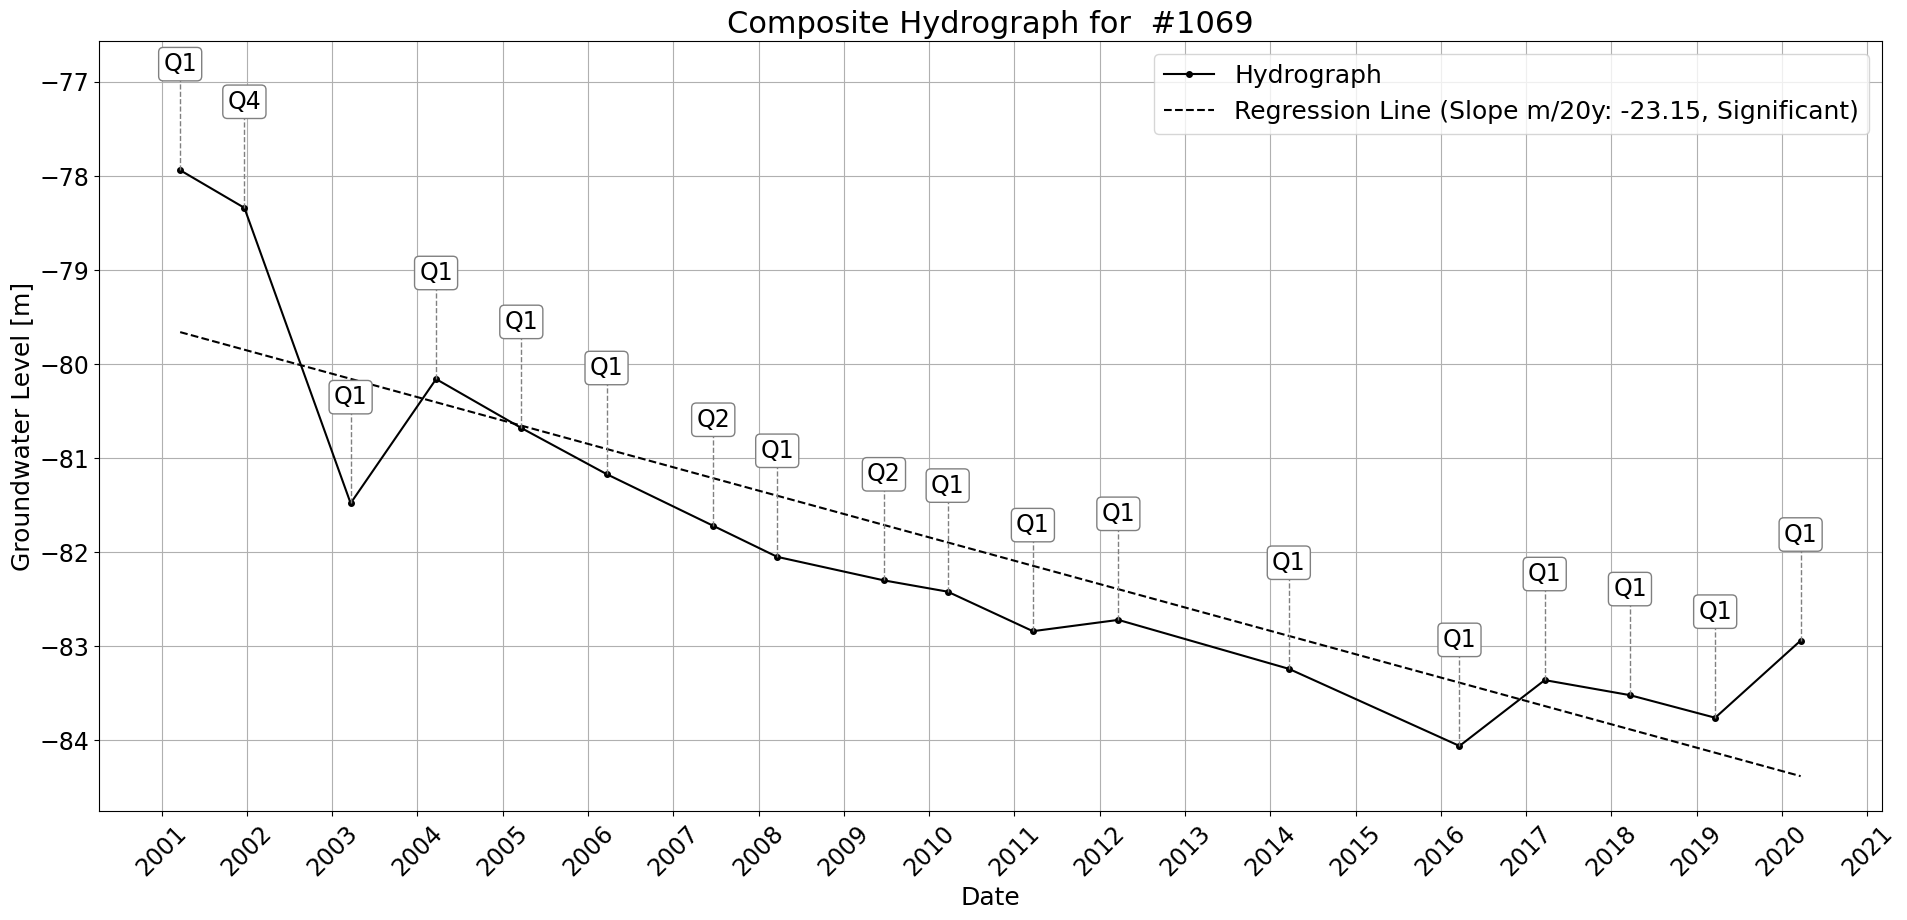 Composite Hydrograph for  #1069
Hydrograph
Regression Line (Slope m/20y: -23.15, Significant)
Groundwater Level [m]
−77
−78
−79
−80
−81
−82
−83
−84
Q1
Q4
Q1
Q1
Q1
Q1
Q2
Q1
Q2
Q1
Q1
Q1
Q1
Q1
Q1
Q1
Q1
Q1
2001
2002
2003
2004
2005
2006
2007
2008
2009
2010
2011
2012
2013
2014
2015
2016
2017
2018
2019
2020
2021
Date